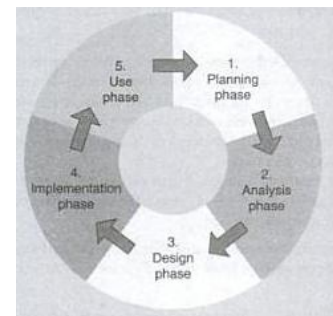 1.
Planning
phase
2.
Analysis
phase
3.
Design
phase
4.
Implementation
phase
5.
Use
phase